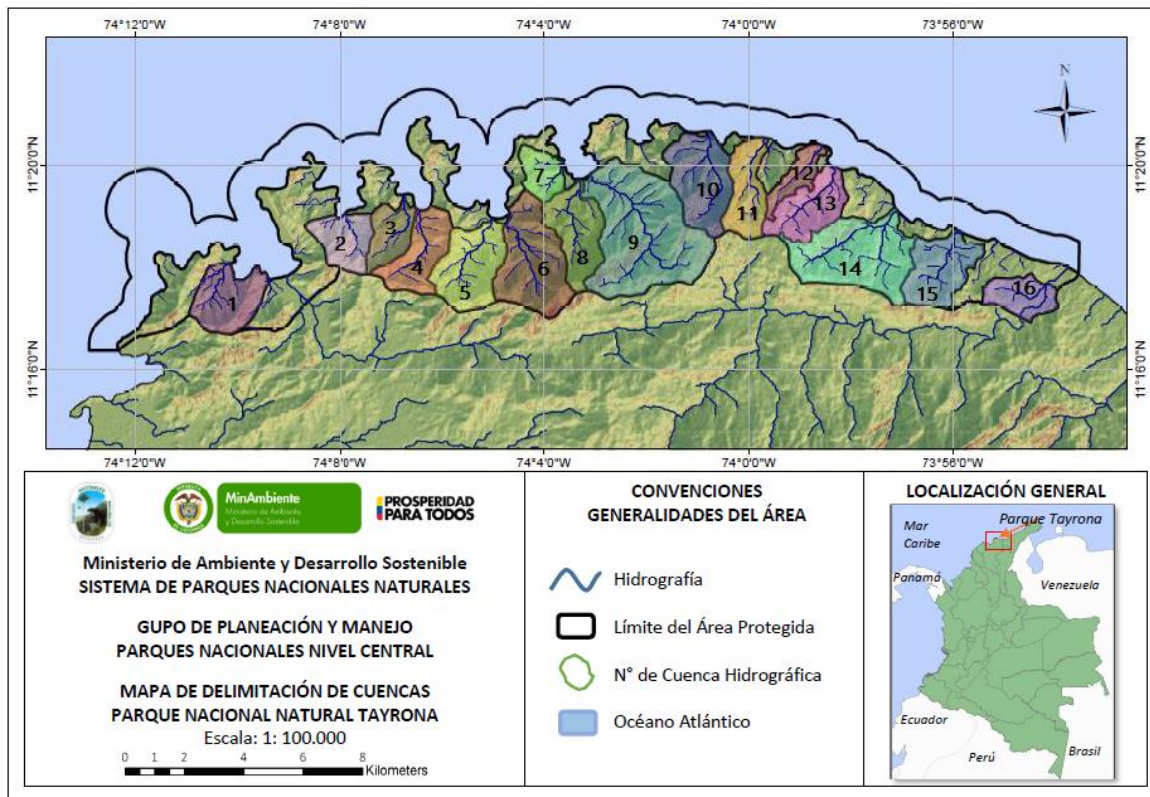 74°12'0"W 74°8'0"W 74°4'0"W 74°0'0"W 73°56'0"W
N
11°20'0"N 11°20'0"N
7 10 12
11 13
2 3 9
4 6 8 14
5 15 16
1
11°16'0"N 11°16'0"N
74°12'0"W 74°8'0"W 74°4'0"W 74°0'0"W 73°56'0"W
MinAmbiente
Ministerio de Ambiente
y Desarrollo Sostenible
PROSPERIDAD
PARA TODOS
Ministerio de Ambiente y Desarrollo Sostenible
SISTEMA DE PARQUES NACIONALES NATURALES
GUPO DE PLANEACIÓN Y MANEJO
PARQUES NACIONALES NIVEL CENTRAL
MAPA DE DELIMITACIÓN DE CUENCAS
PARQUE NACIONAL NATURAL TAYRONA
Escala: 1: 100.000
0 1 2 4 6 8
Kilometers
CONVENCIONES
GENERALIDADES DEL ÁREA
Hidrografía
Límite del Área Protegida
N° de Cuenca Hidrográfica
Océano Atlántico
LOCALIZACIÓN GENERAL
Parque Tayrona
Mar
Caribe
Panamá
Venezuela
Ecuador
Perú
Brasil